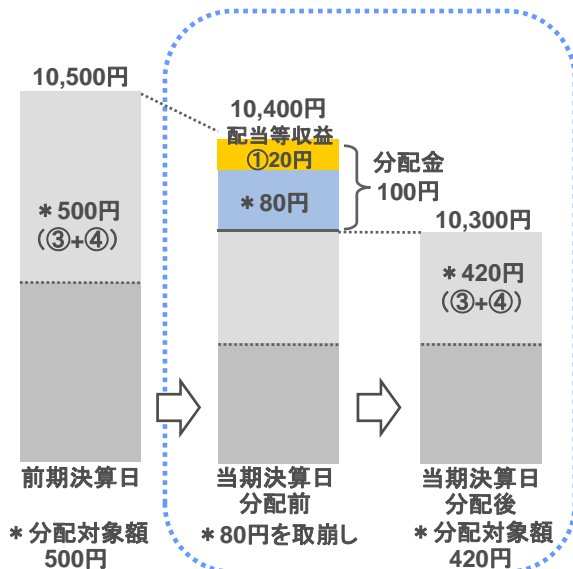 10,500円
*500円
(③+④)
前期決算日
*分配対象額
500円
10,400円
配当等収益
①20円
*80円
分配金
100円
当期決算日
分配前
*80円を取崩し
10,300円
*420円
(③+④)
当期決算日
分配後
*分配対象額
420円